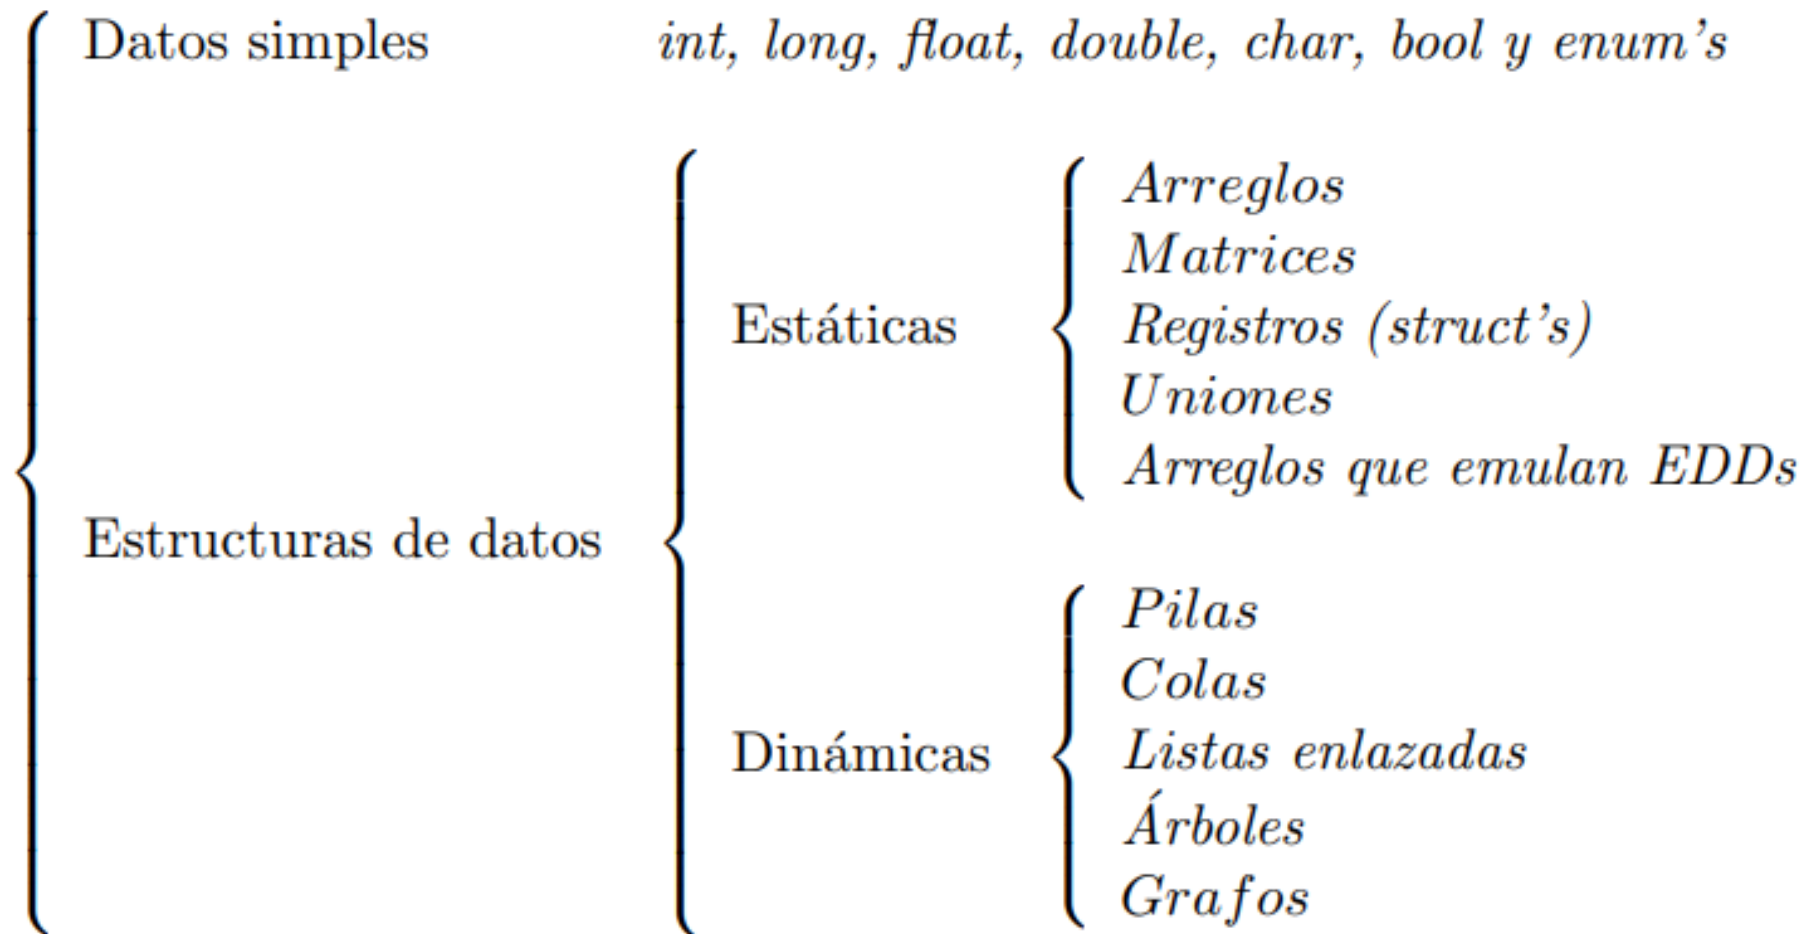 Datos simples int, long, float, double, char, bool y enum's
Estructuras de datos
Estáticas
Arreglos
Matrices
Registros (struct's)
Uniones
Arreglos que emulan EDDs
Dinámicas
Pilas
Colas
Listas enlazadas
Árboles
Grafos